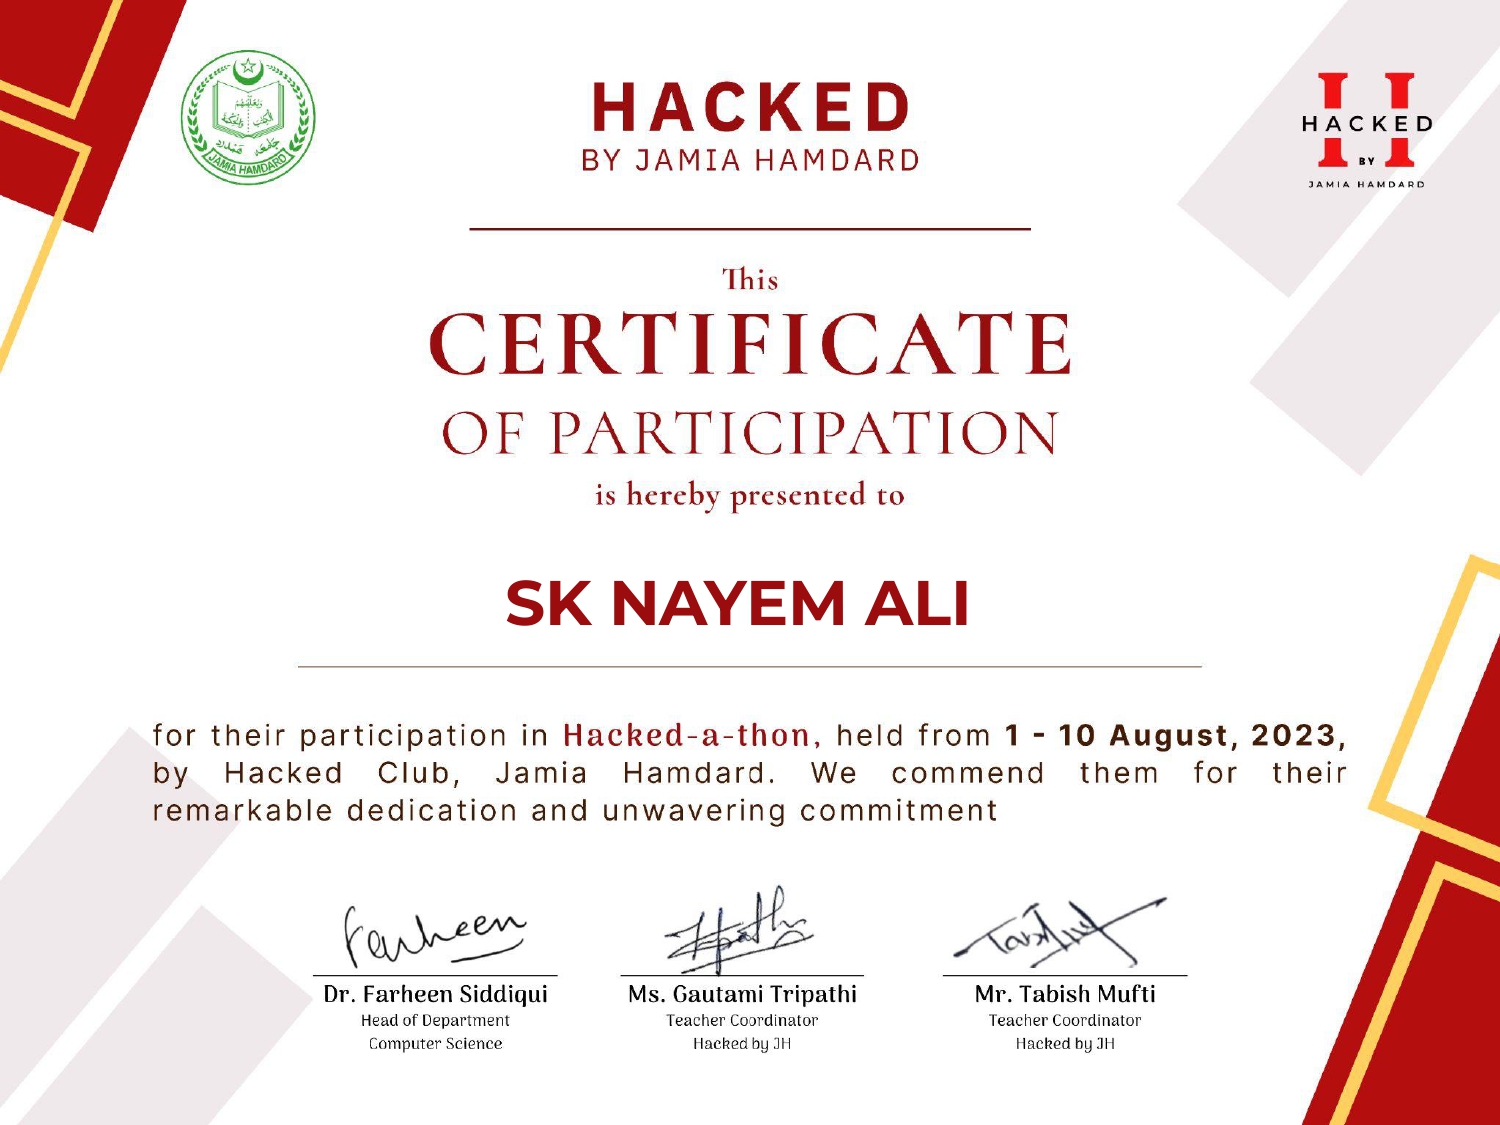 JAMIA HAMDARD
HACKED
BY JAMIA HAMDARD
HACKED
BY
JAMIA HAMDARD
This
CERTIFICATE
OF PARTICIPATION
is hereby presented to
SK NAYEM ALI
for their participation in Hacked-a-thon, held from 1 - 10 August, 2023,
by Hacked Club, Jamia Hamdard. We commend them for their
remarkable dedication and unwavering commitment
Farheen
Dr. Farheen Siddiqui
Head of Department
Computer Science
Ms. Gautami Tripathi
Teacher Coordinator
Hacked by JH
Mr. Tabish Mufti
Teacher Coordinator
Hacked by JH